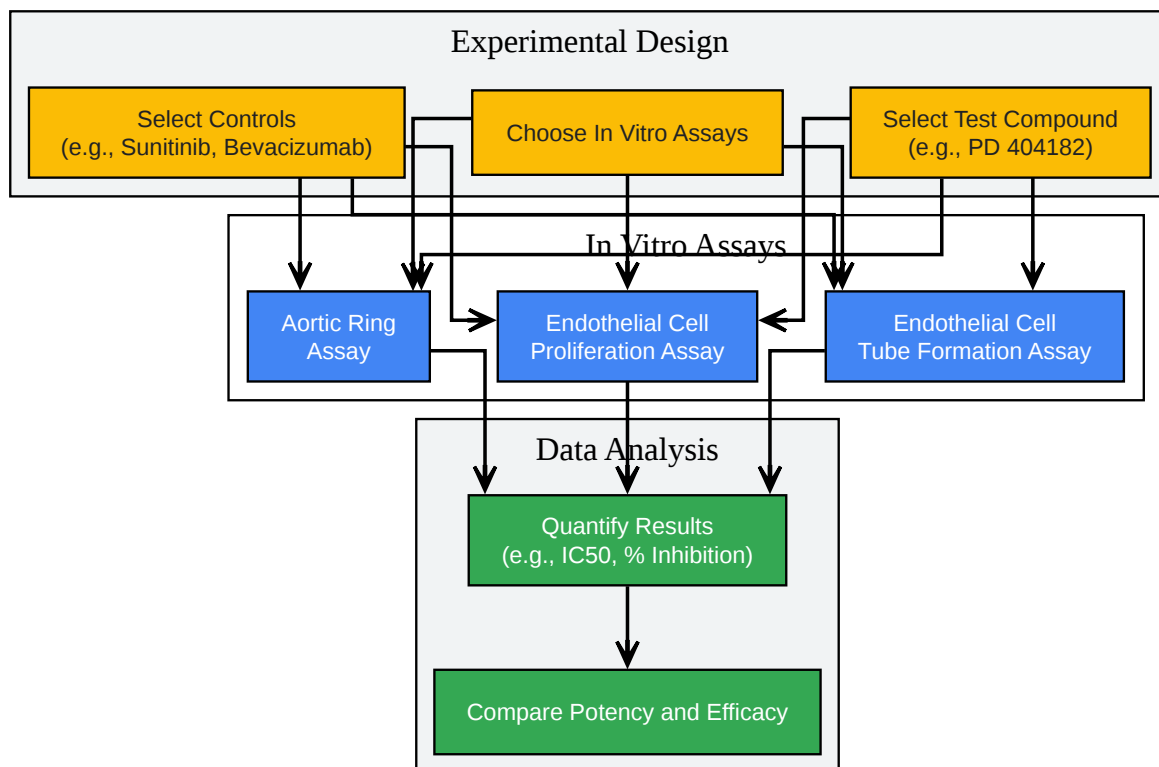 Experimental Design
Select Controls
(e.g., Sunitinib, Bevacizumab)
Choose In Vitro Assays
Select Test Compound
(e.g., PD 404182)
In Vitro Assays
Aortic Ring
Assay
Endothelial Cell
Proliferation Assay
Endothelial Cell
Tube Formation Assay
Data Analysis
Quantify Results
(e.g., IC50, % Inhibition)
Compare Potency and Efficacy